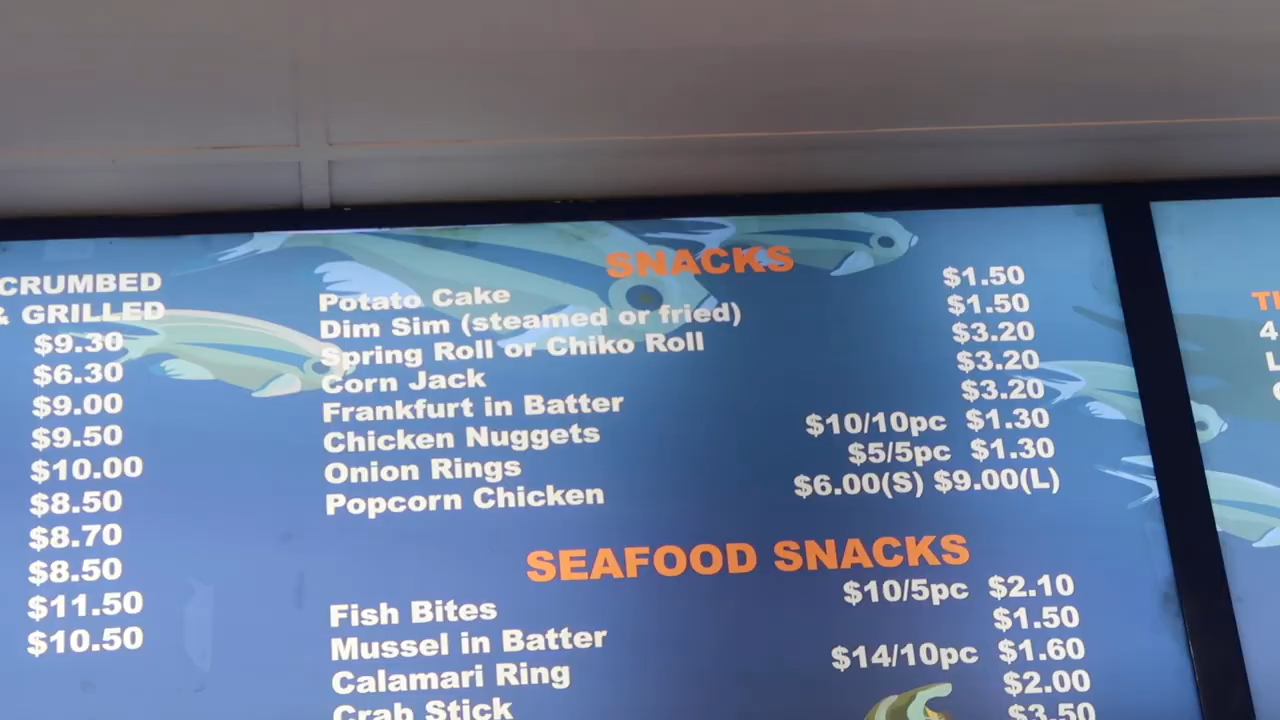 CRUMBED
& GRILLED
$9.30
$6.30
$9.00
$9.50
$10.00
$8.50
$8.70
$8.50
$11.50
$10.50
SNACKS
Potato Cake $1.50
Dim Sim (steamed or fried) $1.50
Spring Roll or Chiko Roll $3.20
Corn Jack $3.20
Frankfurt in Batter $3.20
Chicken Nuggets $10/10pc $1.30
Onion Rings $5/5pc $1.30
Popcorn Chicken $6.00(S) $9.00(L)
SEAFOOD SNACKS
Fish Bites $10/5pc $2.10
Mussel in Batter $1.50
Calamari Ring $14/10pc $1.60
Crab Stick $2.00
$3.50
4